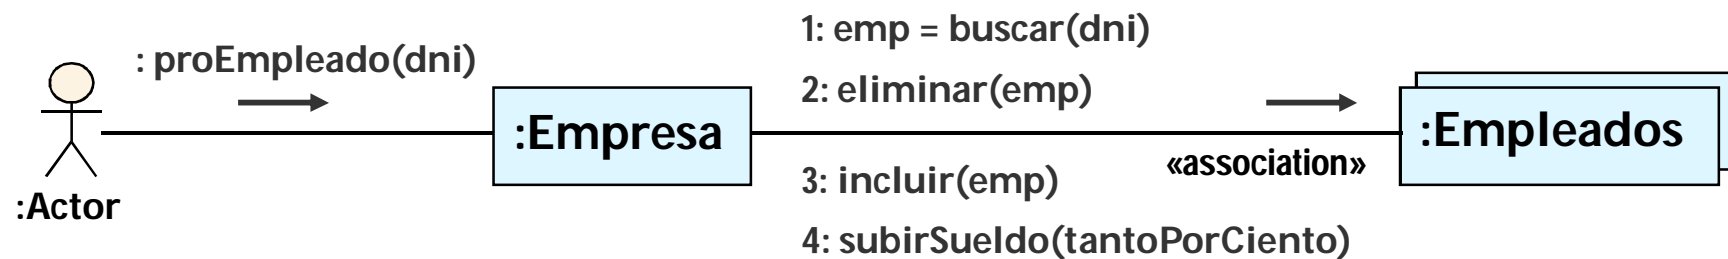 : proEmpleado(dni)
:Actor
:Empresa
1: emp = buscar(dni)
2: eliminar(emp)
«association»
3: incluir(emp)
4: subirSueldo(tantoPorCiento)
:Empleados